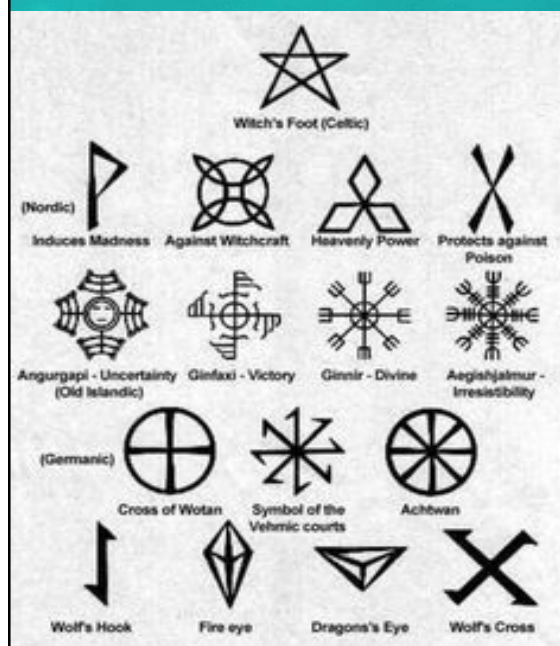 Witch's Foot (Celtic)
(Nordic)
Induces Madness Against Witchcraft Heavenly Power Protects against
Poison
Angurgapi - Uncertainty Ginfaxi - Victory Ginnir - Divine Aegishjalmur -
(Old Islandic) Irresistibility
(Germanic)
Cross of Wotan Symbol of the Achtwan
Vehmic courts
Wolf's Hook Fire eye Dragons's Eye Wolf's Cross